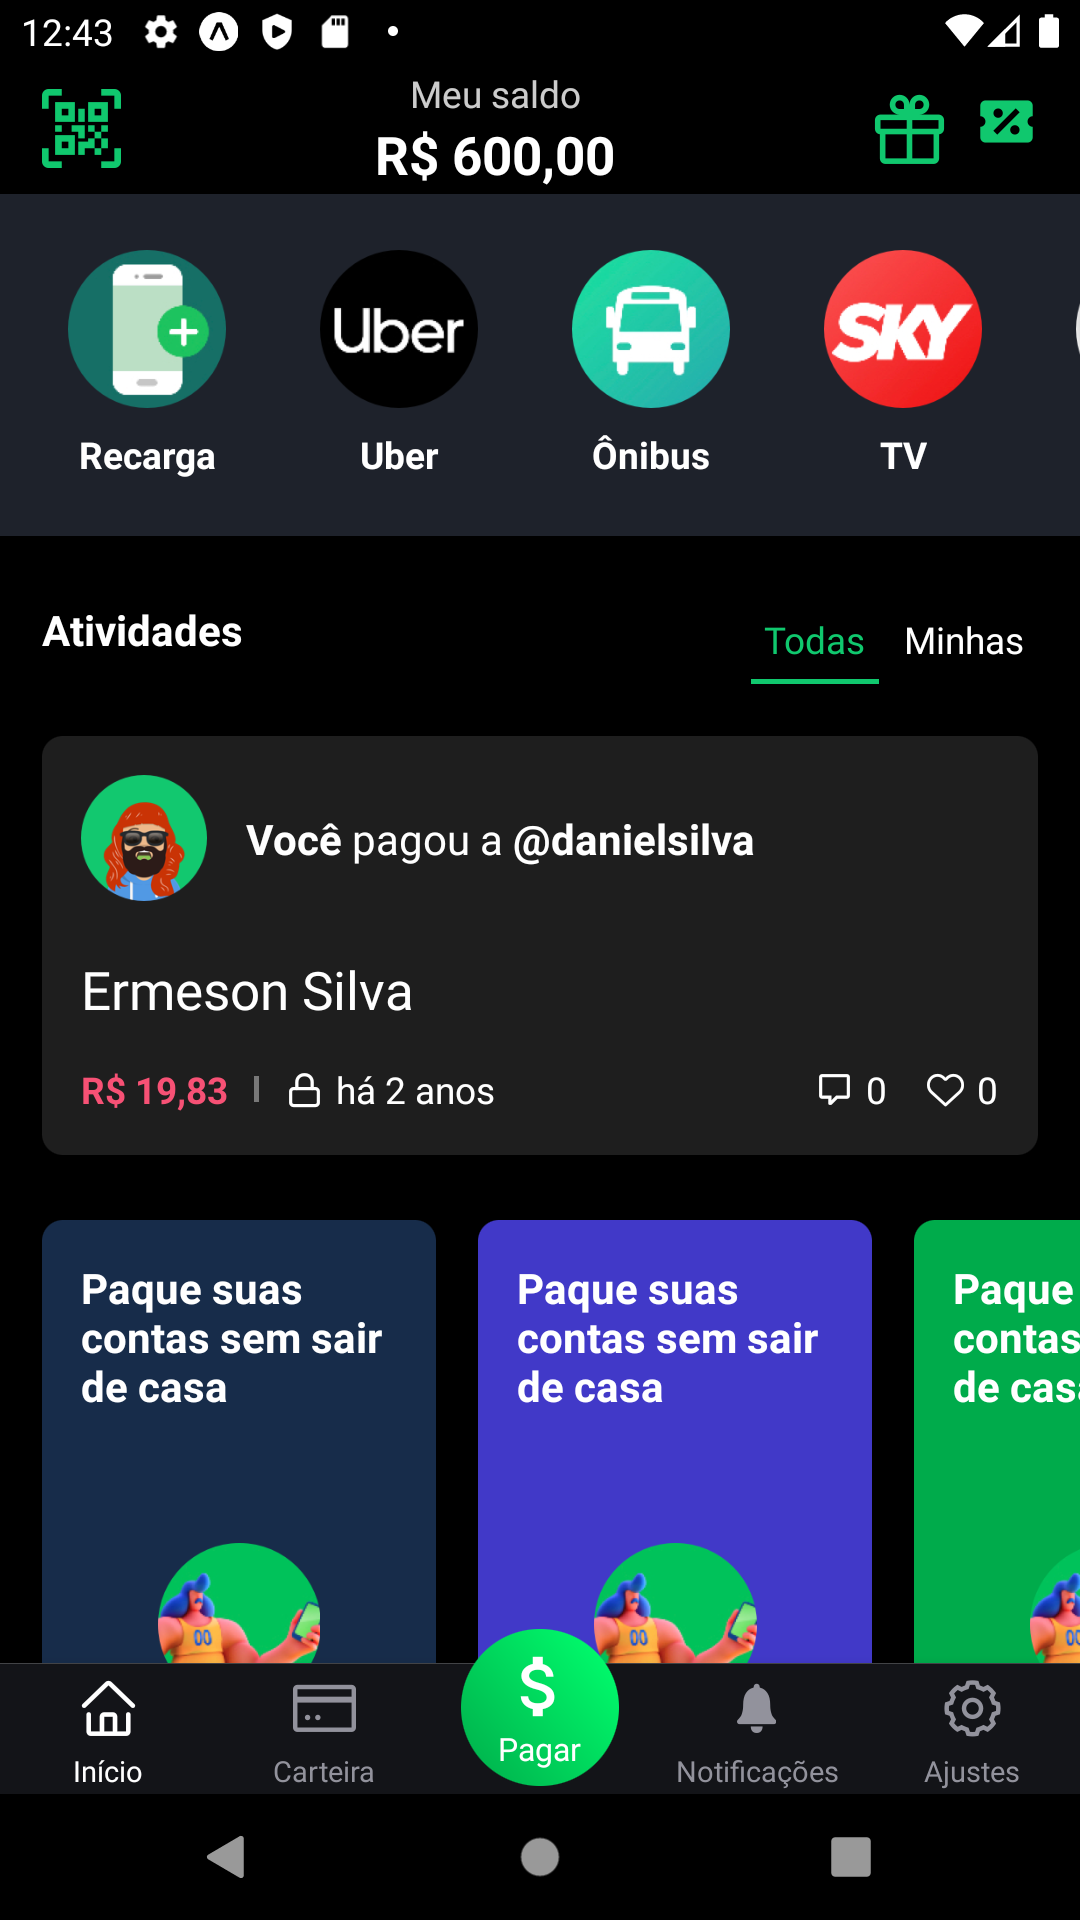 12:43
Meu saldo
R$ 600,00
Uber
SKY
Recarga
Uber
Ônibus
TV
Atividades
Todas
Minhas
Você pagou a @danielsilva
Ermeson Silva
R$ 19,83
há 2 anos
0
0
Paque suas
contas sem sair
de casa
Paque suas
contas sem sair
de casa
Paque
contas
de cas
00
00
$
Pagar
Início
Carteira
Notificações
Ajustes